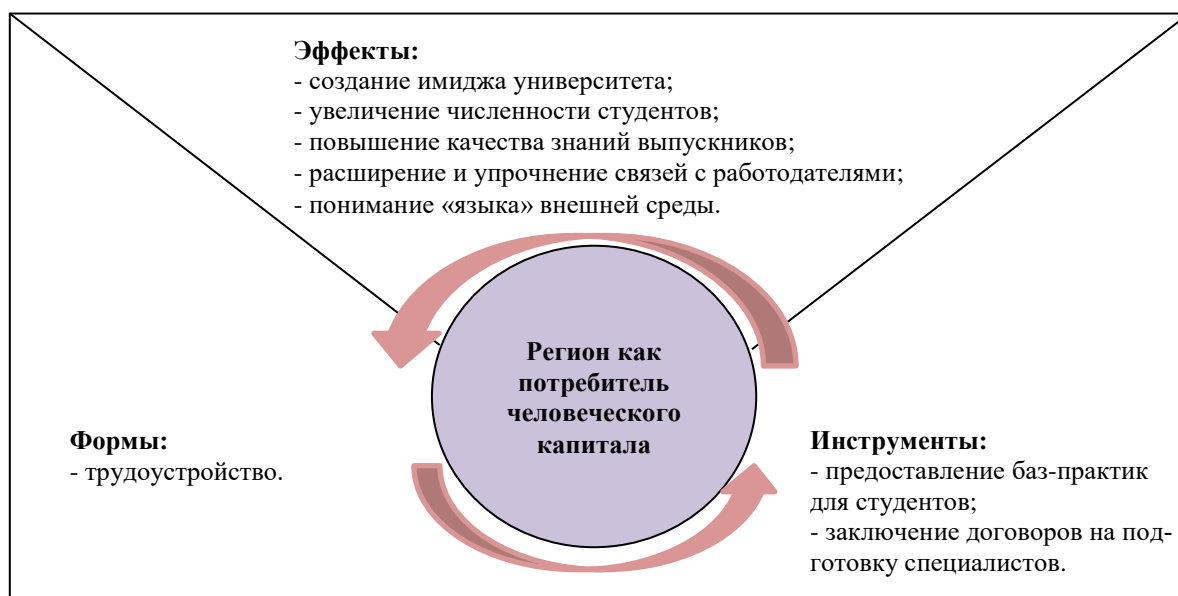 Эффекты:
- создание имиджа университета;
- увеличение численности студентов;
- повышение качества знаний выпускников;
- расширение и упрочнение связей с работодателями;
- понимание «языка» внешней среды.
Регион как
потребитель
человеческого
капитала
Формы:
- трудоустройство.
Инструменты:
- предоставление баз-практик
для студентов;
- заключение договоров на под-
готовку специалистов.